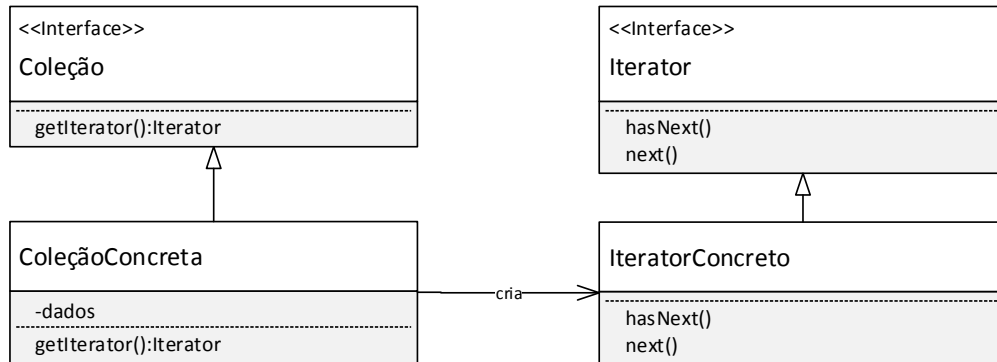 <<Interface>>
Coleção
getIterator():Iterator
<<Interface>>
Iterator
hasNext()
next()
ColeçãoConcreta
-dados
getIterator():Iterator
cria
IteratorConcreto
hasNext()
next()